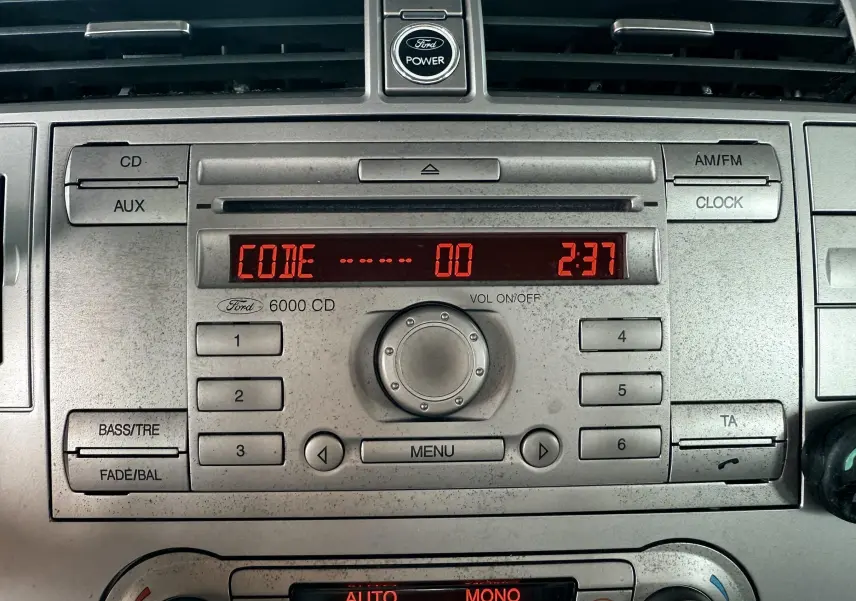 Ford
POWER
CD
AUX
AM/FM
CLOCK
CODE ---- 00 2:37
Ford 6000 CD
VOL ON/OFF
1
2
3
4
5
6
BASS/TRE
FADE/BAL
MENU
TA
AUTO
MONO